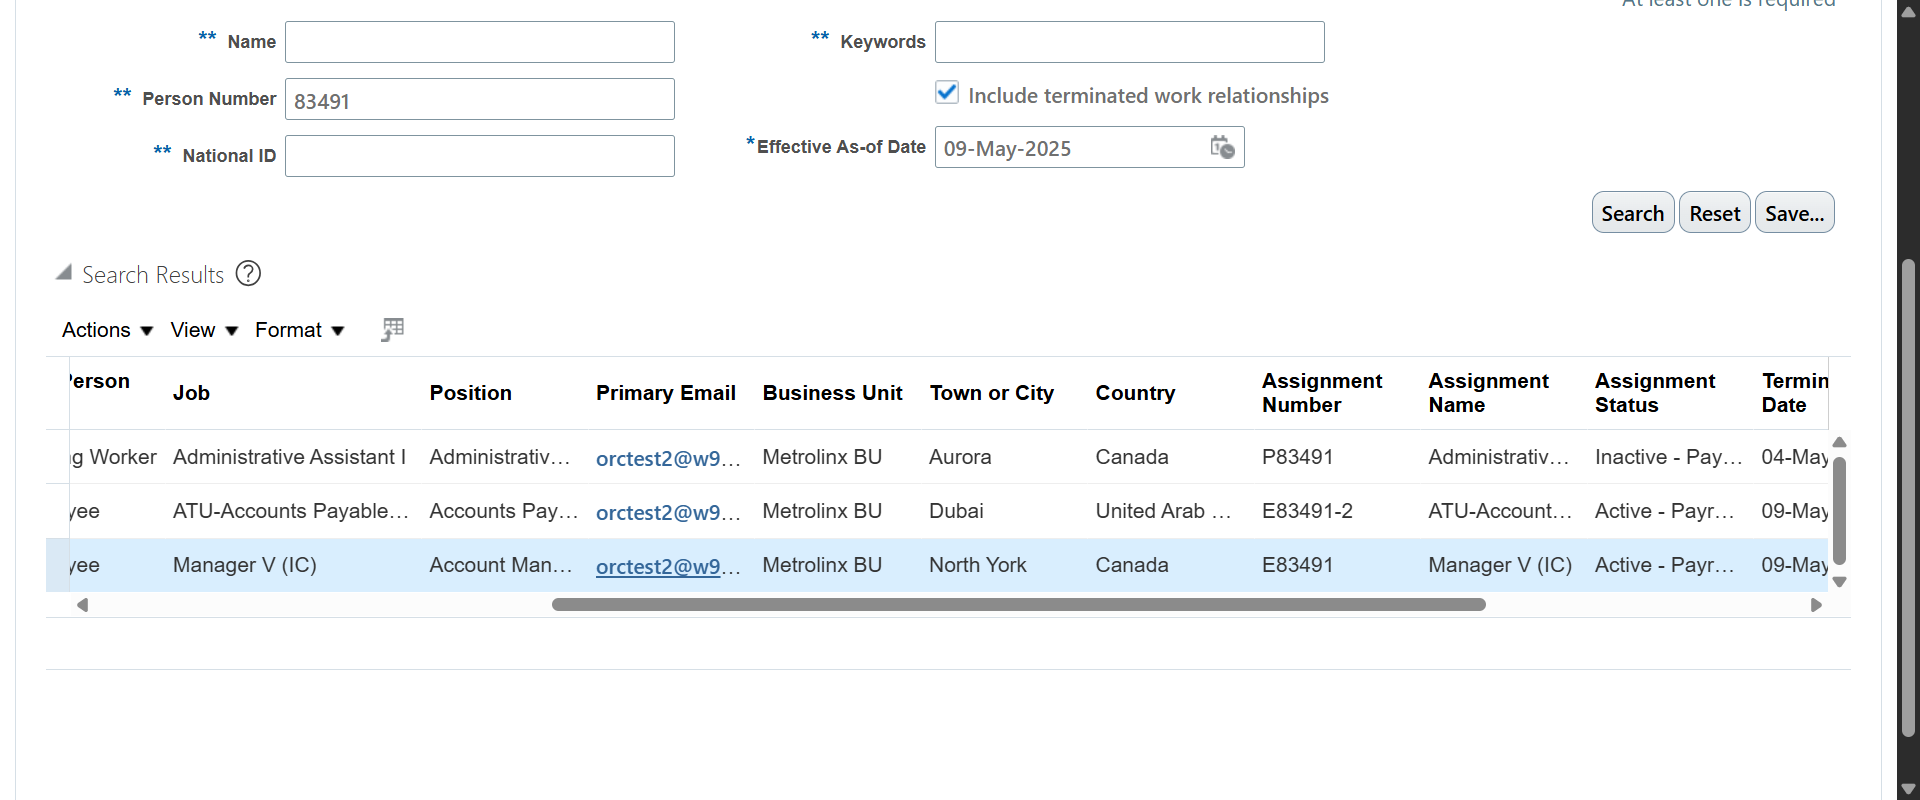 At least one is required
** Name
** Keywords
** Person Number 83491
Include terminated work relationships
** National ID
*Effective As-of Date 09-May-2025
Search Reset Save...
Search Results ?
Actions View Format
Person Job Position Primary Email Business Unit Town or City Country Assignment Number Assignment Name Assignment Status Termin Date
g Worker Administrative Assistant I Administrativ... orctest2@w9... Metrolinx BU Aurora Canada P83491 Administrativ... Inactive - Pay... 04-May
yee ATU-Accounts Payable... Accounts Pay... orctest2@w9... Metrolinx BU Dubai United Arab ... E83491-2 ATU-Account... Active - Payr... 09-May
yee Manager V (IC) Account Man... orctest2@w9... Metrolinx BU North York Canada E83491 Manager V (IC) Active - Payr... 09-May